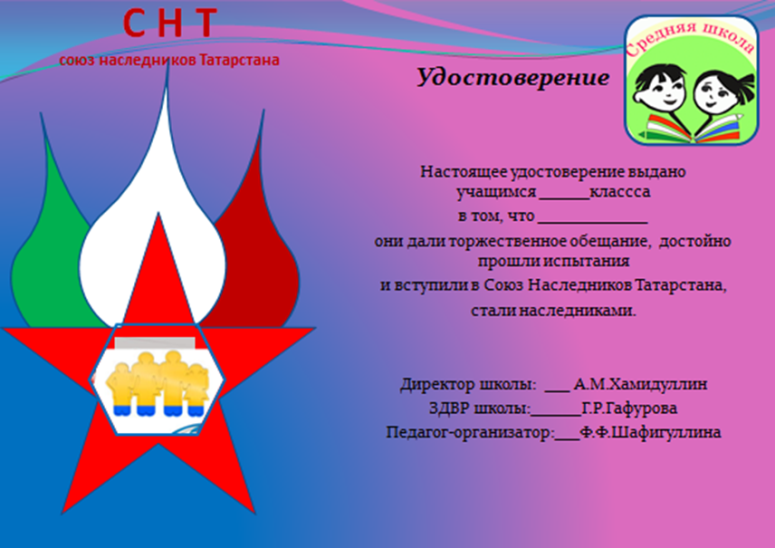 С Н Т
союз наследников Татарстана
Средняя школа
Удостоверение
Настоящее удостоверение выдано
учащимся ______классса
в том, что _____________
они дали торжественное обещание, достойно
прошли испытания
и вступили в Союз Наследников Татарстана,
стали наследниками.
Директор школы: ___ А.М.Хамидуллин
ЗДВР школы:______Г.Р.Гафурова
Педагог-организатор:___Ф.Ф.Шафигуллина